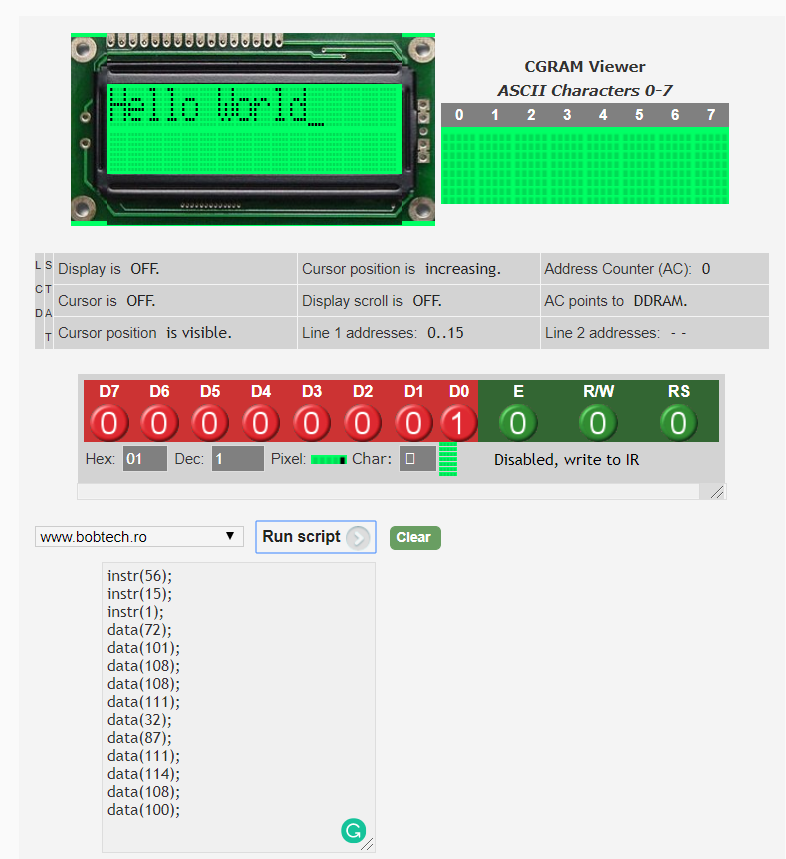 Hello World_
CGRAM Viewer
ASCII Characters 0-7
0 1 2 3 4 5 6 7
L S
C T
D A
T
Display is OFF.
Cursor position is increasing.
Address Counter (AC): 0
Cursor is OFF.
Display scroll is OFF.
AC points to DDRAM.
Cursor position is visible.
Line 1 addresses: 0..15
Line 2 addresses: - -
D7 D6 D5 D4 D3 D2 D1 D0 E R/W RS
0 0 0 0 0 0 0 1 0 0 0
Hex: 01 Dec: 1 Pixel: Char: Disabled, write to IR
www.bobtech.ro
Run script
Clear
instr(56);
instr(15);
instr(1);
data(72);
data(101);
data(108);
data(108);
data(111);
data(32);
data(87);
data(111);
data(114);
data(108);
data(100);